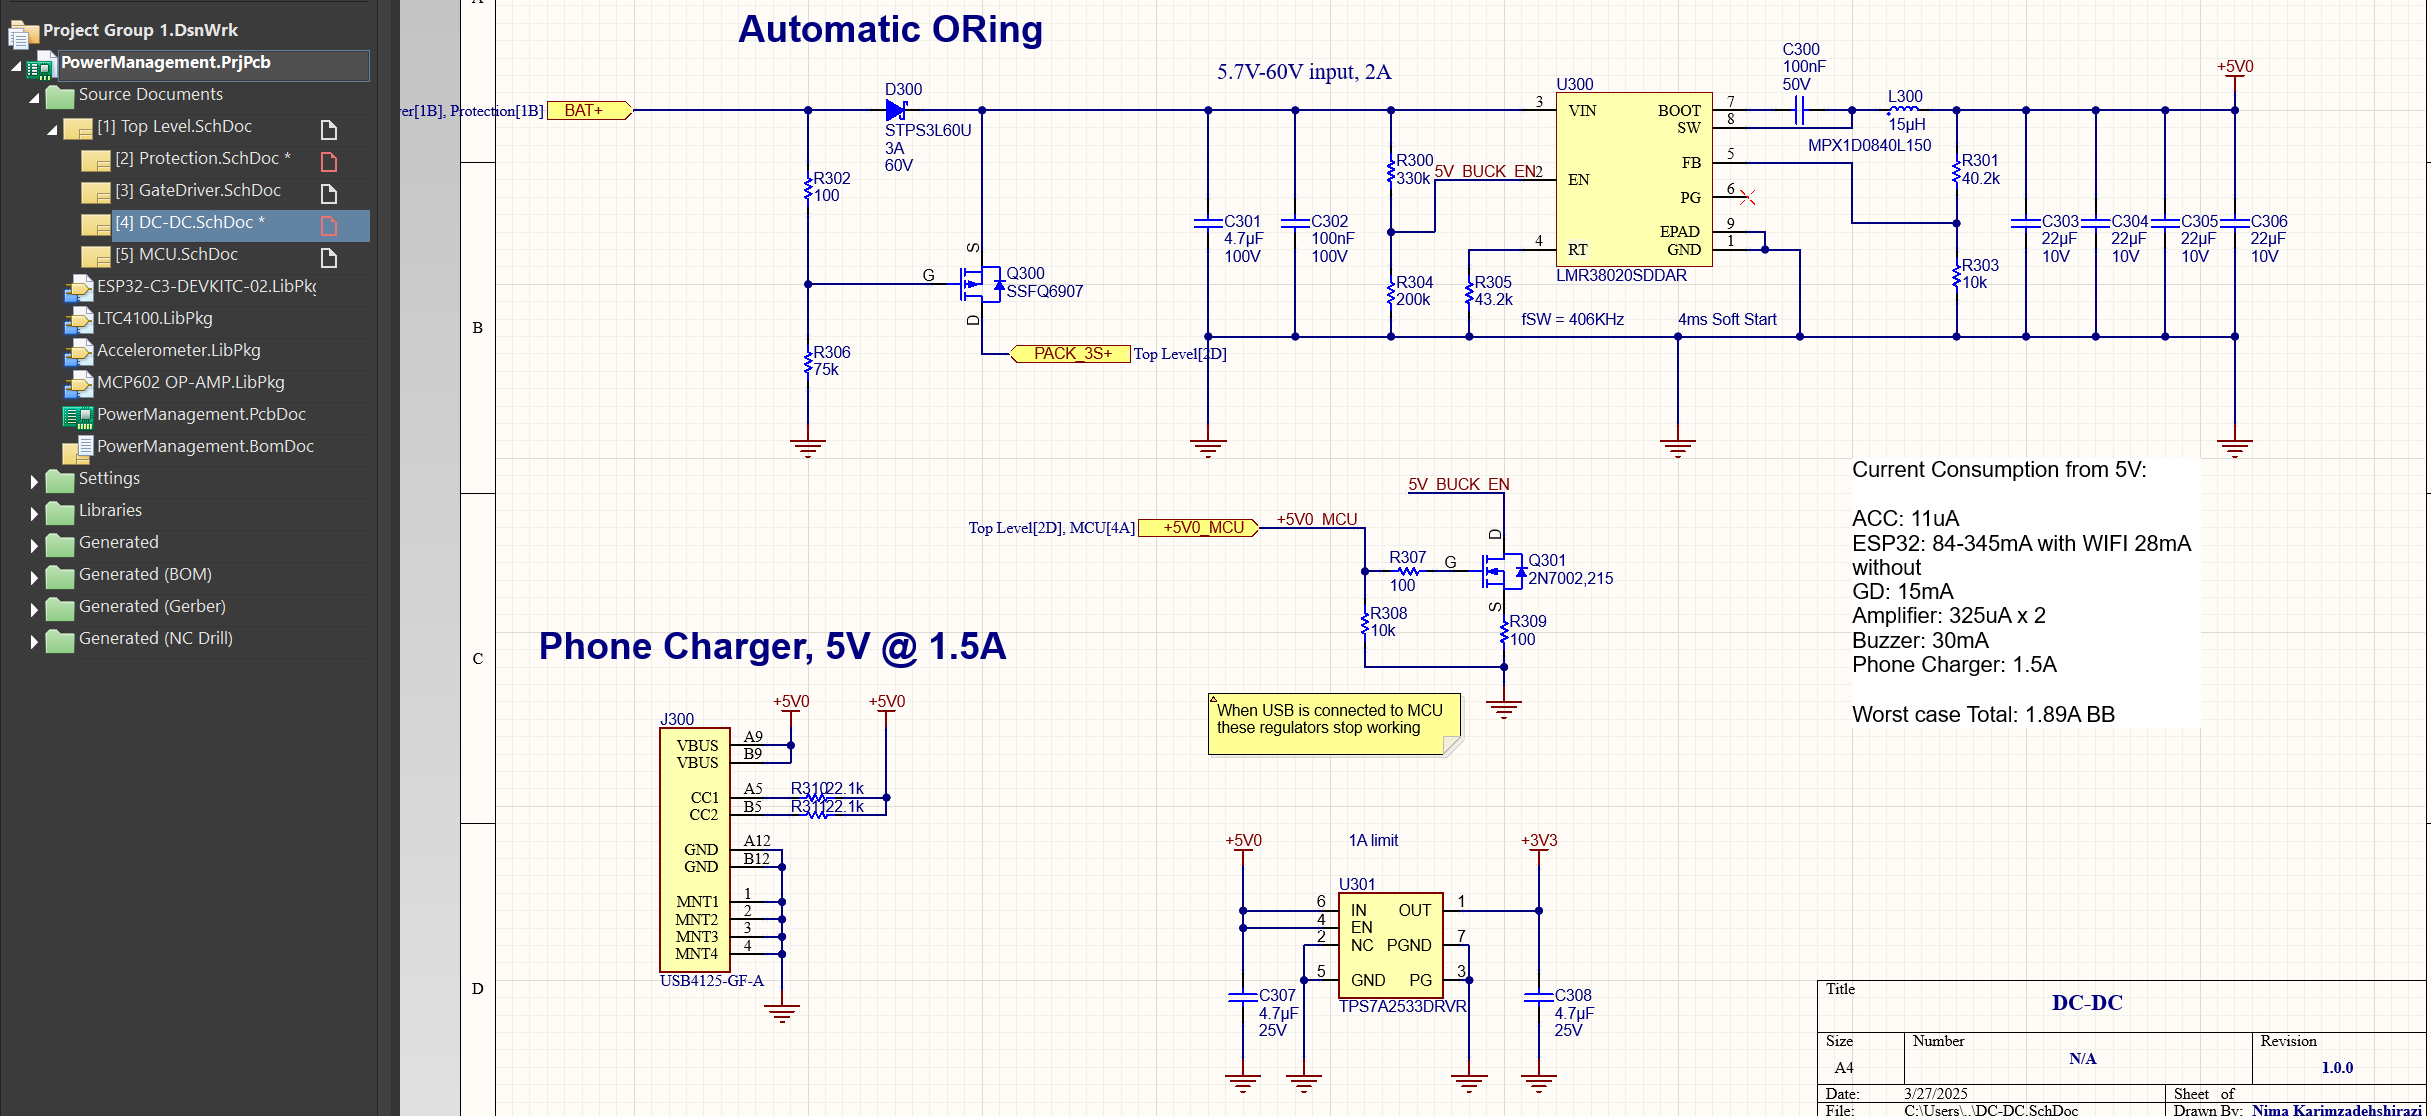 Project Group 1.DsnWrk
PowerManagement.PrjPcb
Source Documents
[1] Top Level.SchDoc
[2] Protection.SchDoc *
[3] GateDriver.SchDoc
[4] DC-DC.SchDoc *
[5] MCU.SchDoc
ESP32-C3-DEVKITC-02.LibPkg
LTC4100.LibPkg
Accelerometer.LibPkg
MCP602 OP-AMP.LibPkg
PowerManagement.PcbDoc
PowerManagement.BomDoc
Settings
Libraries
Generated
Generated (BOM)
Generated (Gerber)
Generated (NC Drill)
A
B
C
D
Automatic ORing
ver[1B], Protection[1B]
BAT+
D300
STPS3L60U
3A
60V
R302
100
R306
75k
G
S
D
Q300
SSFQ6907
PACK_3S+
Top Level[2D]
5.7V-60V input, 2A
C301
4.7µF
100V
C302
100nF
100V
R300
330k
R304
200k
5V_BUCK_EN
R305
43.2k
U300
3 VIN
2 EN
4 RT
BOOT 7
SW 8
FB 5
PG 6
EPAD 9
GND 1
LMR38020SDDAR
fSW = 406KHz
4ms Soft Start
C300
100nF
50V
L300
15µH
MPX1D0840L150
R301
40.2k
R303
10k
C303
22µF
10V
C304
22µF
10V
C305
22µF
10V
C306
22µF
10V
+5V0
5V_BUCK_EN
Top Level[2D], MCU[4A]
+5V0_MCU
+5V0_MCU
R307
100
R308
10k
G
D
S
Q301
2N7002,215
R309
100
When USB is connected to MCU
these regulators stop working
Current Consumption from 5V:
ACC: 11uA
ESP32: 84-345mA with WIFI 28mA
without
GD: 15mA
Amplifier: 325uA x 2
Buzzer: 30mA
Phone Charger: 1.5A
Worst case Total: 1.89A BB
Phone Charger, 5V @ 1.5A
+5V0
+5V0
J300
VBUS A9
VBUS B9
CC1 A5
CC2 B5
GND A12
GND B12
MNT1 1
MNT2 2
MNT3 3
MNT4 4
R310 22.1k
R311 22.1k
USB4125-GF-A
+5V0
1A limit
+3V3
U301
6 IN OUT 1
4 EN
2 NC PGND 7
5 GND PG 3
TPS7A2533DRVR
C307
4.7µF
25V
C308
4.7µF
25V
Title
DC-DC
Size
A4
Number
N/A
Revision
1.0.0
Date: 3/27/2025
Sheet of
File: C:\Users\..\DC-DC.SchDoc
Drawn By: Nima Karimzadehshirazi